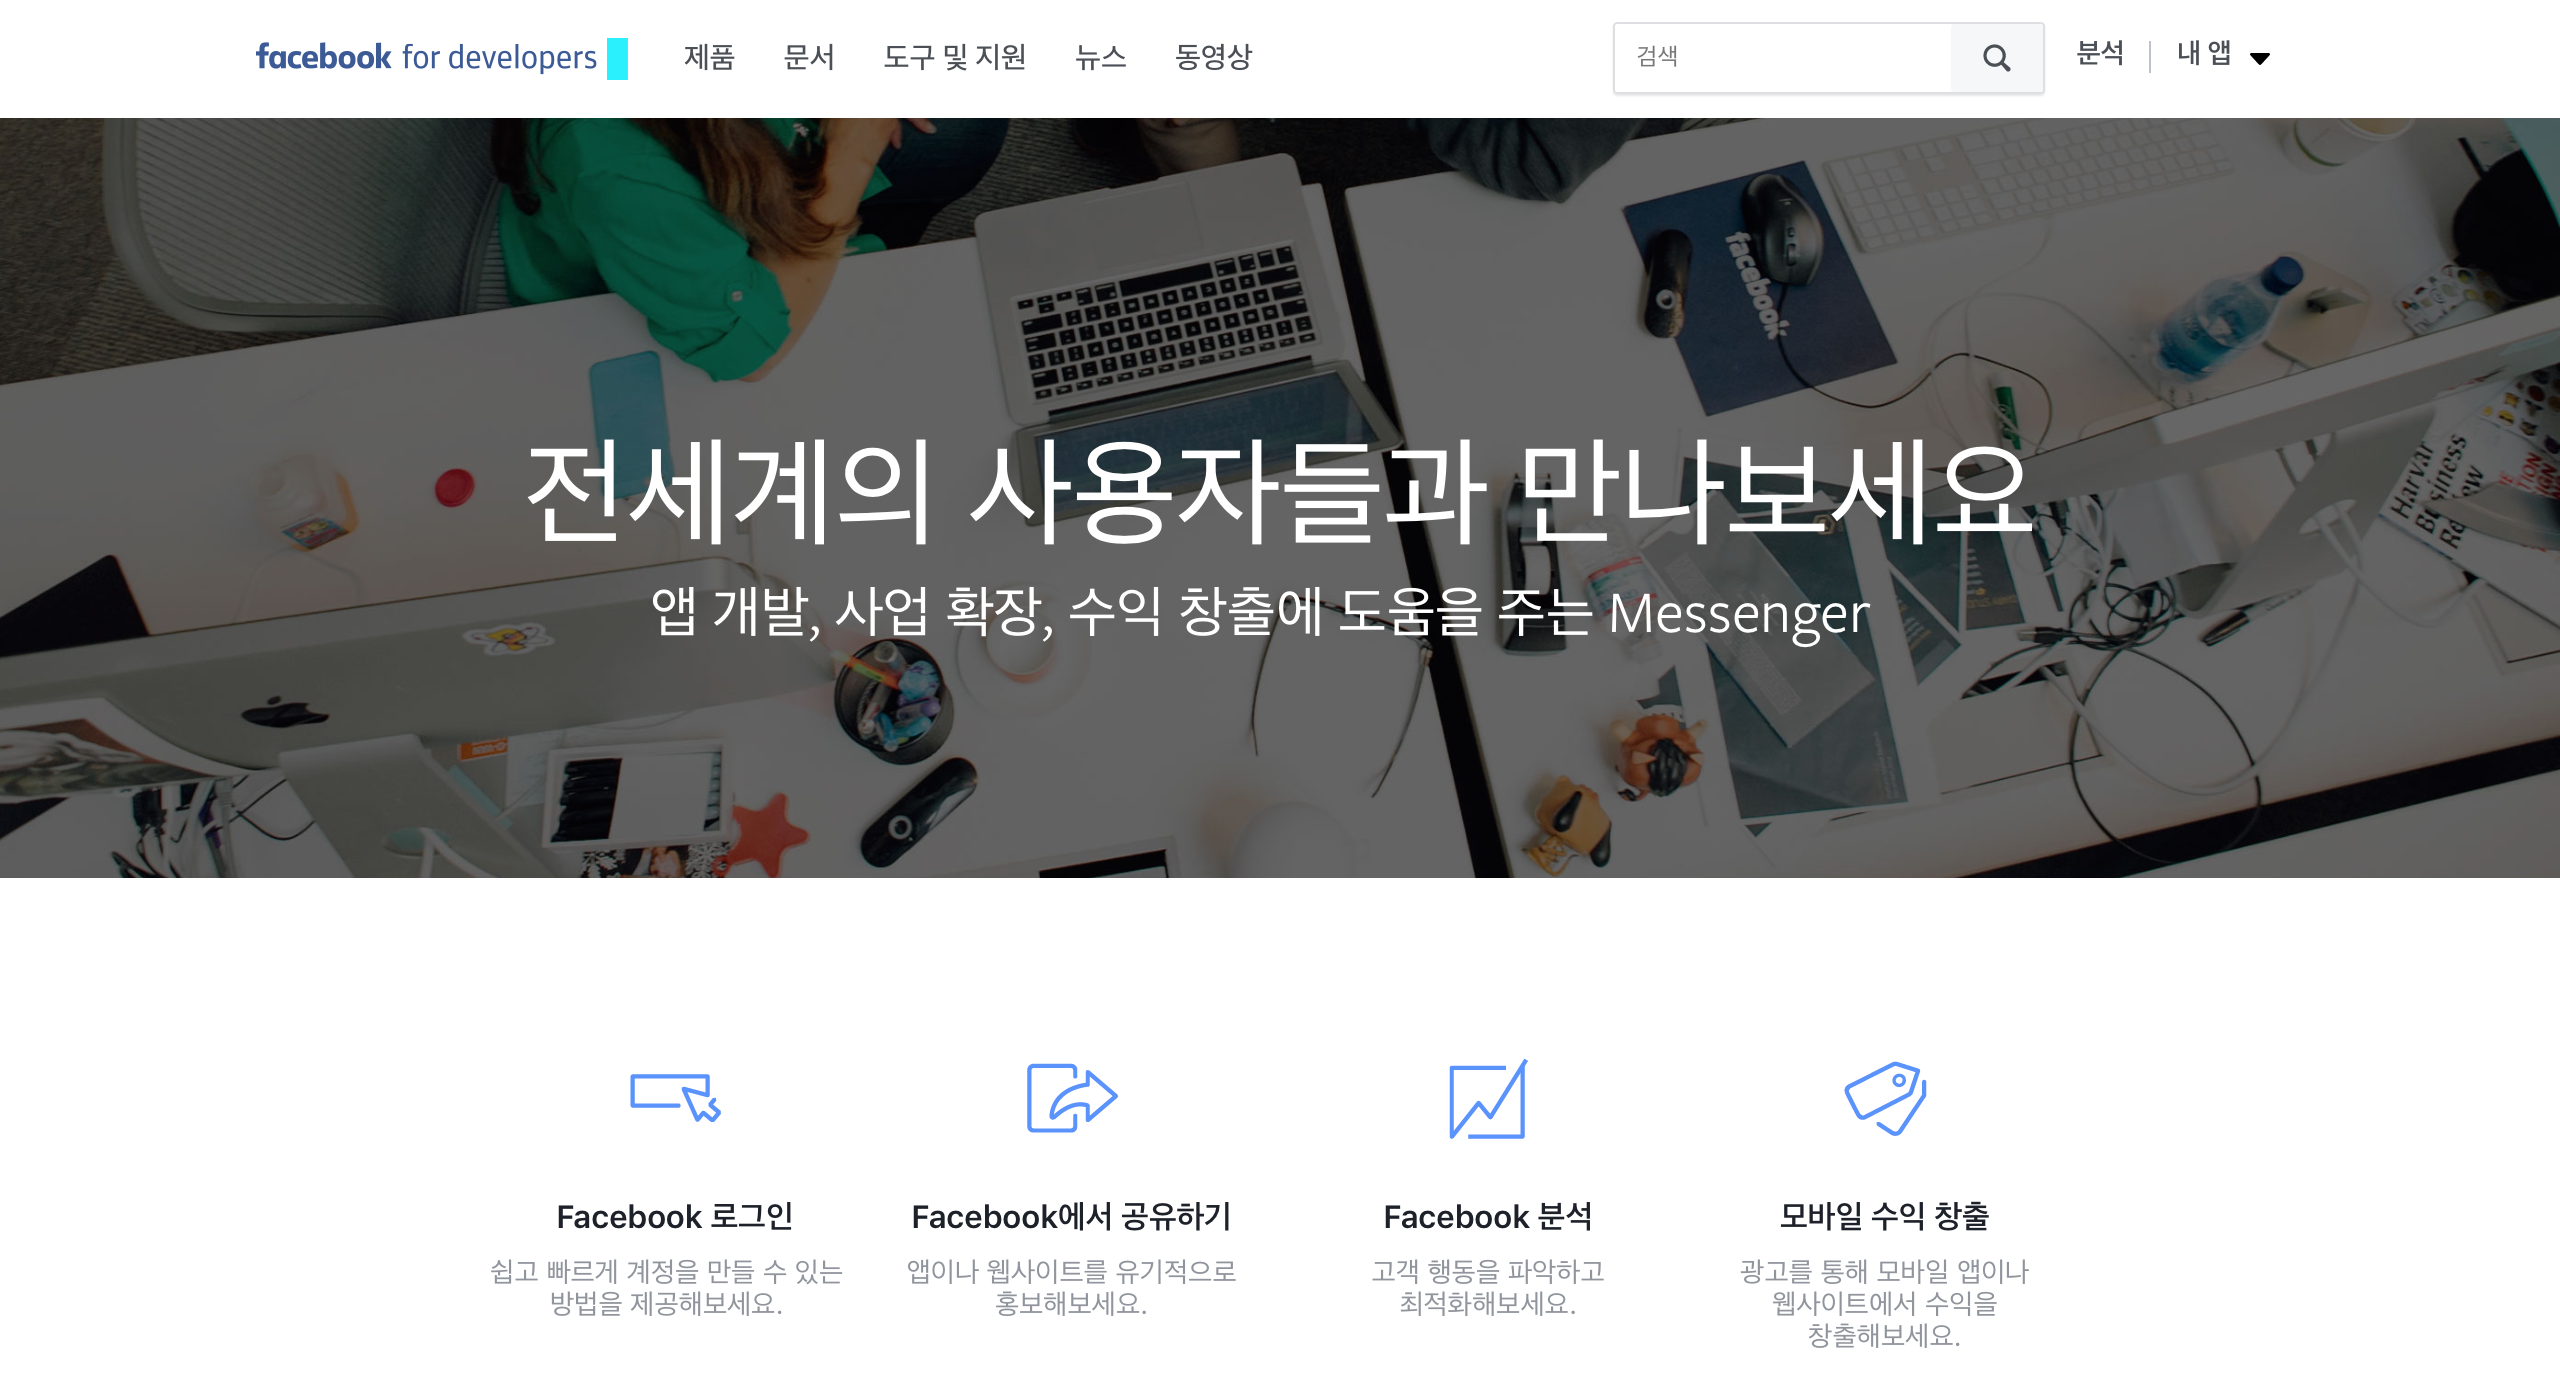 facebook for developers
제품 문서 도구 및 지원 뉴스 동영상
검색
분석 | 내 앱
facebook
전세계의 사용자들과 만나보세요
앱 개발, 사업 확장, 수익 창출에 도움을 주는 Messenger
Facebook 로그인
쉽고 빠르게 계정을 만들 수 있는
방법을 제공해보세요.
Facebook에서 공유하기
앱이나 웹사이트를 유기적으로
홍보해보세요.
Facebook 분석
고객 행동을 파악하고
최적화해보세요.
모바일 수익 창출
광고를 통해 모바일 앱이나
웹사이트에서 수익을
창출해보세요.